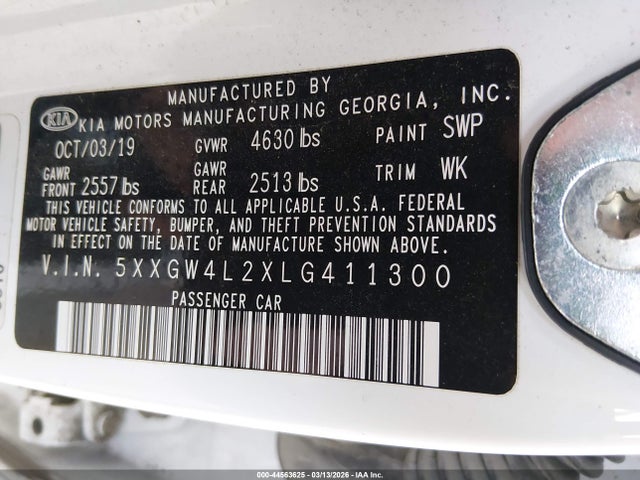 MANUFACTURED BY
KIA KIA MOTORS MANUFACTURING GEORGIA, INC.
OCT/03/19 GVWR 4630 lbs PAINT SWP
GAWR FRONT 2557 lbs GAWR REAR 2513 lbs TRIM WK
THIS VEHICLE CONFORMS TO ALL APPLICABLE U.S.A. FEDERAL
MOTOR VEHICLE SAFETY, BUMPER, AND THEFT PREVENTION STANDARDS
IN EFFECT ON THE DATE OF MANUFACTURE SHOWN ABOVE.
V.I.N. 5XXGW4L2XLG411300
PASSENGER CAR
000-44563625 - 03/13/2026 - IAA Inc.